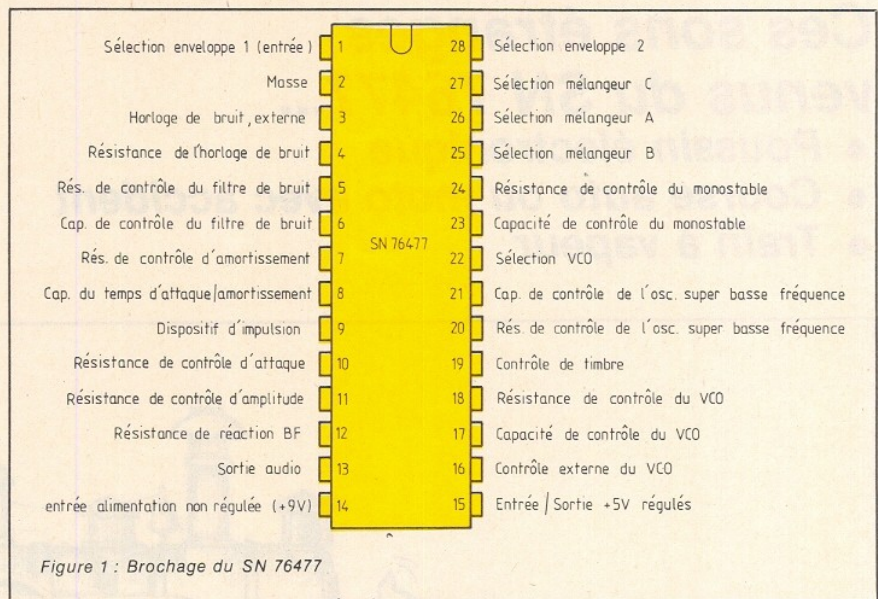 Sélection enveloppe 1 (entrée) 1
Masse 2
Horloge de bruit, externe 3
Résistance de l'horloge de bruit 4
Rés. de contrôle du filtre de bruit 5
Cap. de contrôle du filtre de bruit 6
Rés. de contrôle d'amortissement 7
Cap. du temps d'attaque/amortissement 8
Dispositif d'impulsion 9
Résistance de contrôle d'attaque 10
Résistance de contrôle d'amplitude 11
Résistance de réaction BF 12
Sortie audio 13
entrée alimentation non régulée (+9V) 14
SN 76477
28 Sélection enveloppe 2
27 Sélection mélangeur C
26 Sélection mélangeur A
25 Sélection mélangeur B
24 Résistance de contrôle du monostable
23 Capacité de contrôle du monostable
22 Sélection VCO
21 Cap. de contrôle de l'osc. super basse fréquence
20 Rés. de contrôle de l'osc. super basse fréquence
19 Contrôle de timbre
18 Résistance de contrôle du VCO
17 Capacité de contrôle du VCO
16 Contrôle externe du VCO
15 Entrée / Sortie +5V régulés
Figure 1 : Brochage du SN 76477